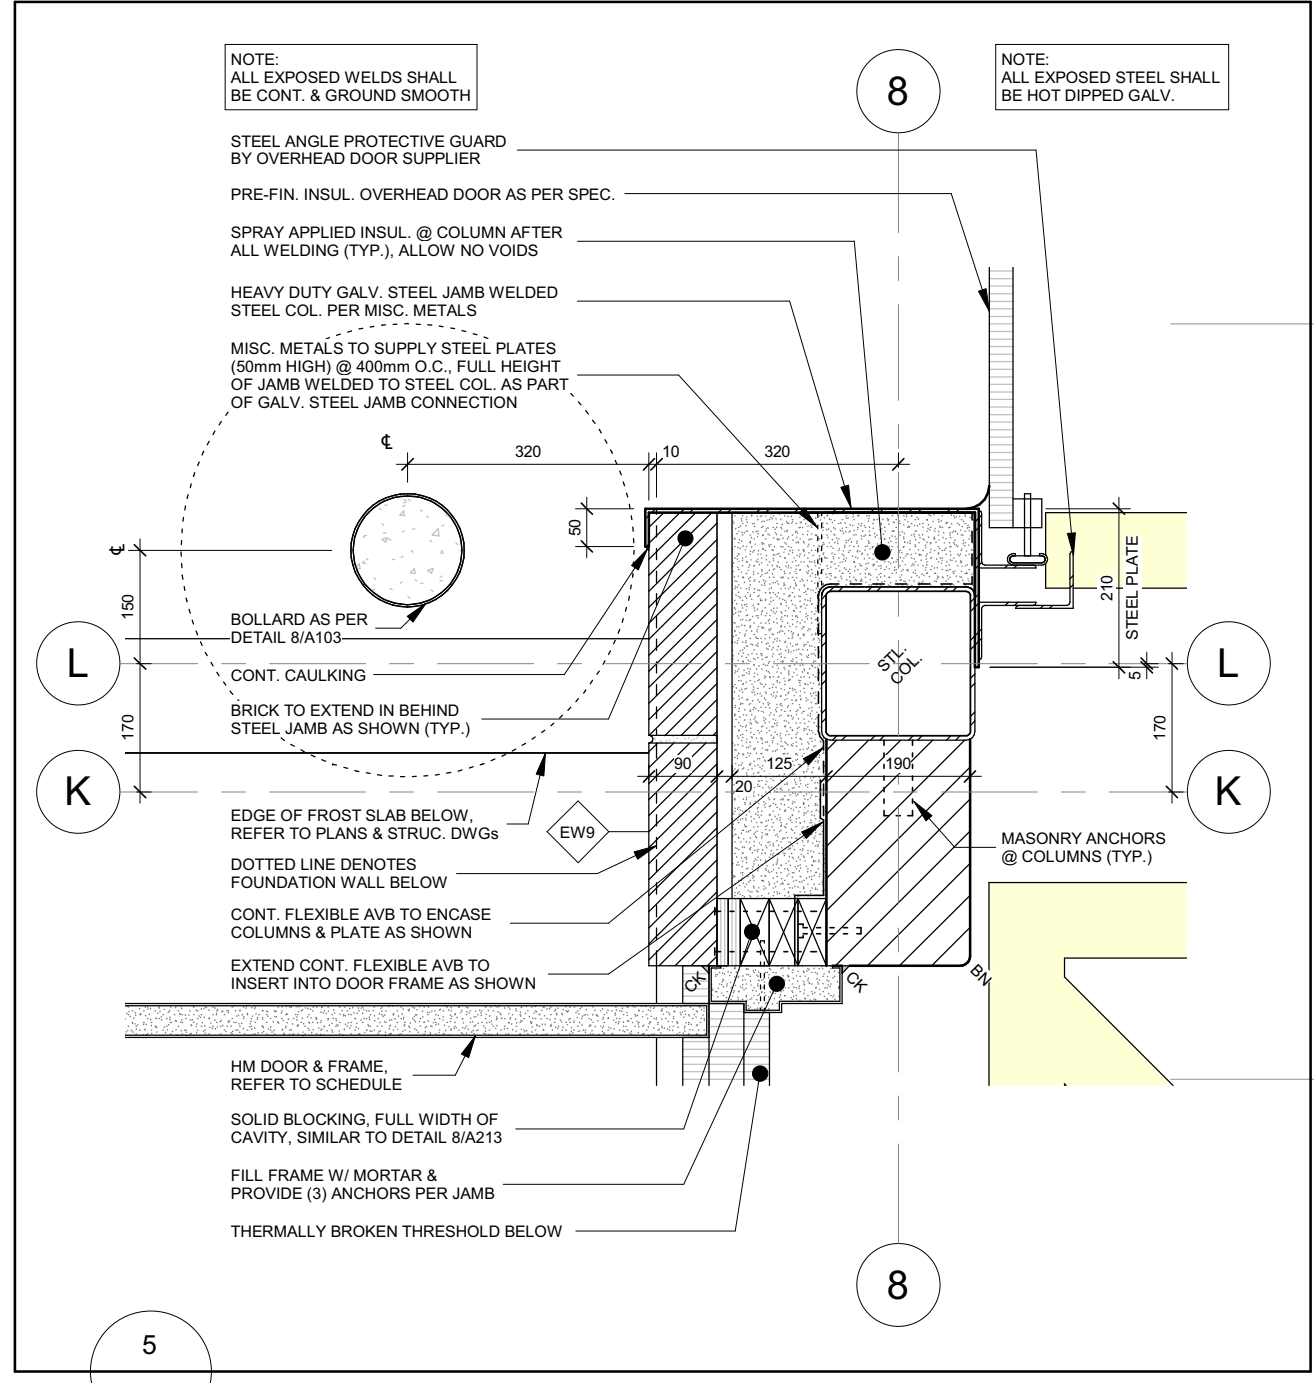 NOTE:
ALL EXPOSED WELDS SHALL
BE CONT. & GROUND SMOOTH
8
NOTE:
ALL EXPOSED STEEL SHALL
BE HOT DIPPED GALV.
STEEL ANGLE PROTECTIVE GUARD
BY OVERHEAD DOOR SUPPLIER
PRE-FIN. INSUL. OVERHEAD DOOR AS PER SPEC.
SPRAY APPLIED INSUL. @ COLUMN AFTER
ALL WELDING (TYP.), ALLOW NO VOIDS
HEAVY DUTY GALV. STEEL JAMB WELDED
STEEL COL. PER MISC. METALS
MISC. METALS TO SUPPLY STEEL PLATES
(50mm HIGH) @ 400mm O.C., FULL HEIGHT
OF JAMB WELDED TO STEEL COL. AS PART
OF GALV. STEEL JAMB CONNECTION
℄
320
10
320
50
℄
150
210
STEEL PLATE
BOLLARD AS PER
DETAIL 8/A103
L
STL.
COL.
L
CONT. CAULKING
5
BRICK TO EXTEND IN BEHIND
STEEL JAMB AS SHOWN (TYP.)
170
170
90
20
125
190
K
K
EDGE OF FROST SLAB BELOW,
REFER TO PLANS & STRUC. DWGs
EW9
MASONRY ANCHORS
@ COLUMNS (TYP.)
DOTTED LINE DENOTES
FOUNDATION WALL BELOW
CONT. FLEXIBLE AVB TO ENCASE
COLUMNS & PLATE AS SHOWN
EXTEND CONT. FLEXIBLE AVB TO
INSERT INTO DOOR FRAME AS SHOWN
CK
CK
BN
HM DOOR & FRAME,
REFER TO SCHEDULE
SOLID BLOCKING, FULL WIDTH OF
CAVITY, SIMILAR TO DETAIL 8/A213
FILL FRAME W/ MORTAR &
PROVIDE (3) ANCHORS PER JAMB
THERMALLY BROKEN THRESHOLD BELOW
8
5